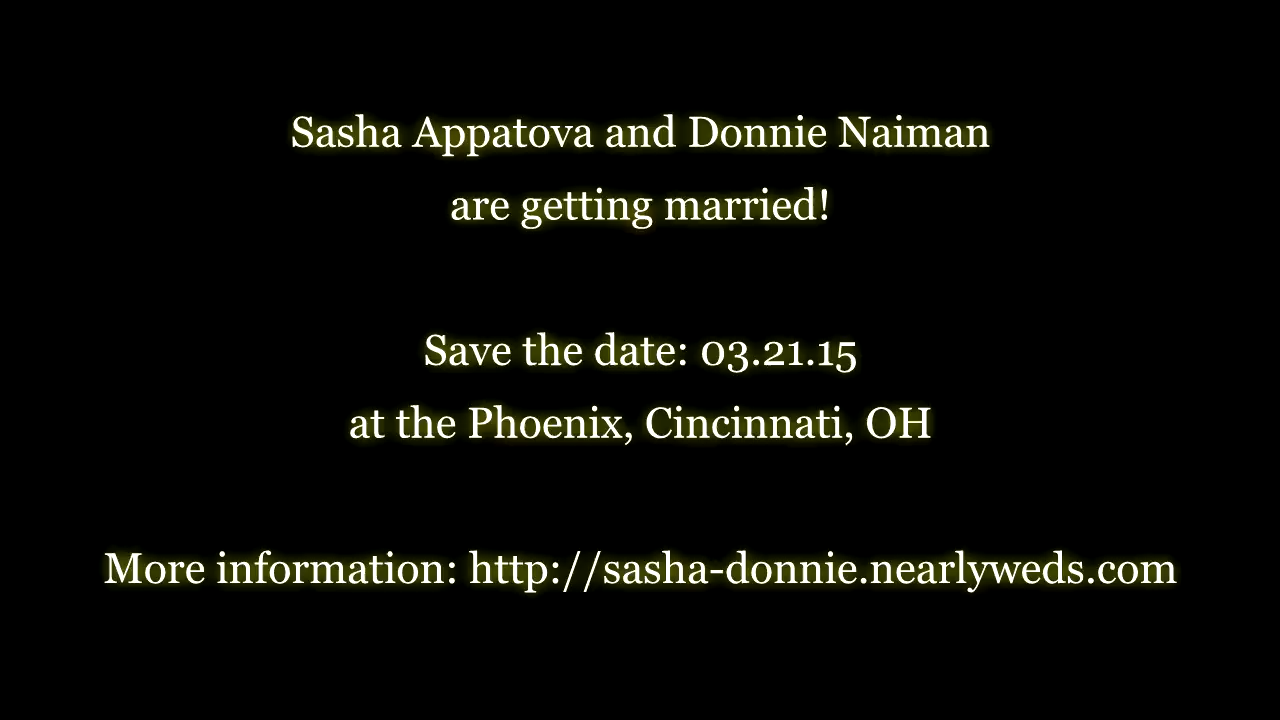 Sasha Appatova and Donnie Naiman
are getting married!
Save the date: 03.21.15
at the Phoenix, Cincinnati, OH
More information: http://sasha-donnie.nearlyweds.com